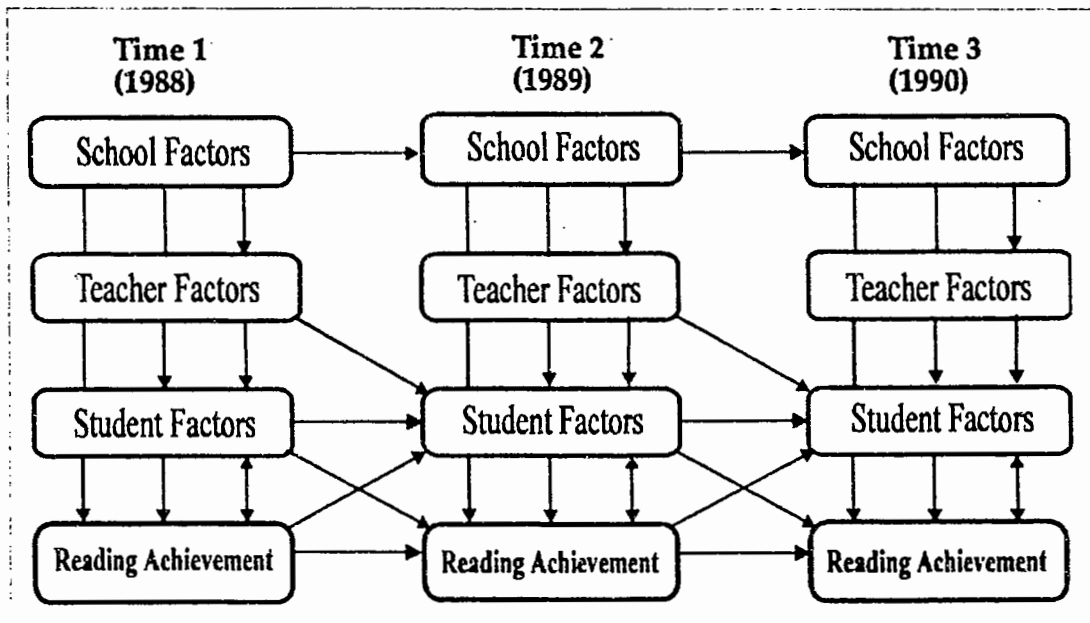 Time 1
(1988)
Time 2
(1989)
Time 3
(1990)
School Factors
School Factors
School Factors
Teacher Factors
Teacher Factors
Teacher Factors
Student Factors
Student Factors
Student Factors
Reading Achievement
Reading Achievement
Reading Achievement